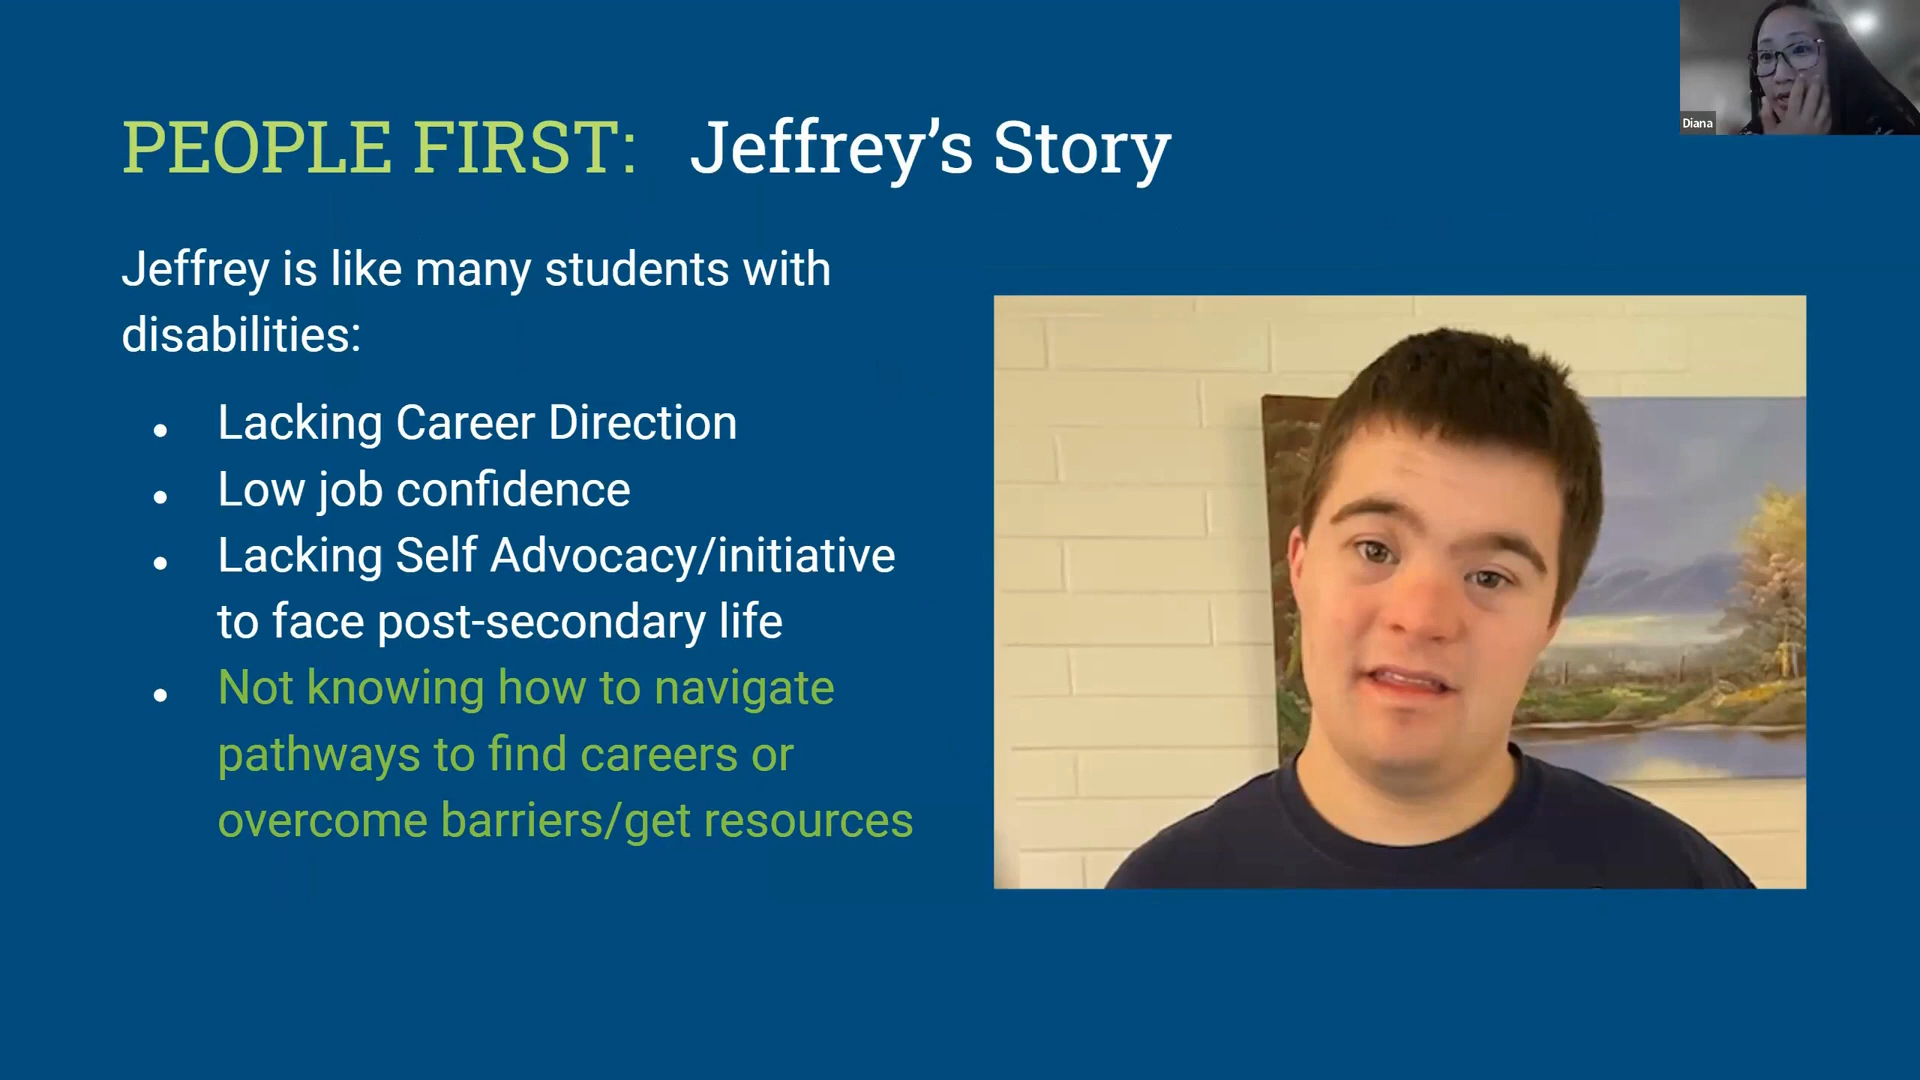 PEOPLE FIRST: Jeffrey’s Story
Diana
Jeffrey is like many students with
disabilities:
• Lacking Career Direction
• Low job confidence
• Lacking Self Advocacy/initiative
to face post-secondary life
• Not knowing how to navigate
pathways to find careers or
overcome barriers/get resources